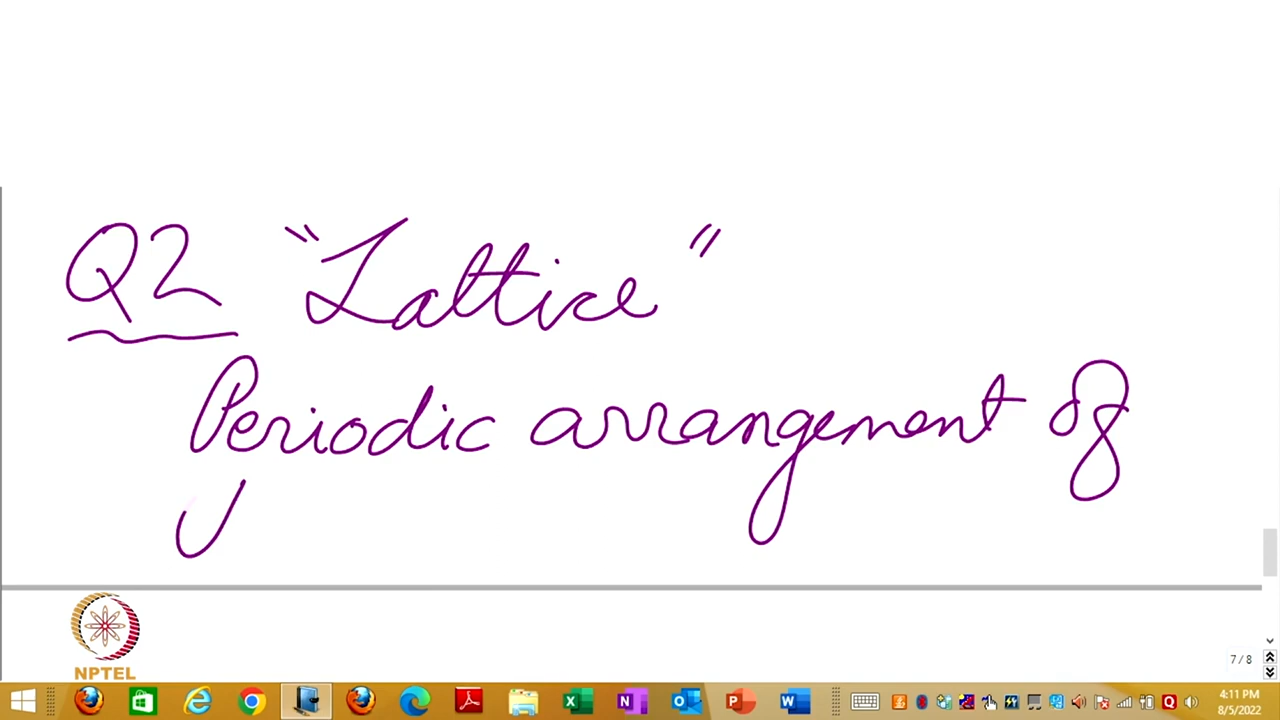 Q2 "Lattice"
Periodic arrangement of
NPTEL
7 / 8
4:11 PM
8/5/2022